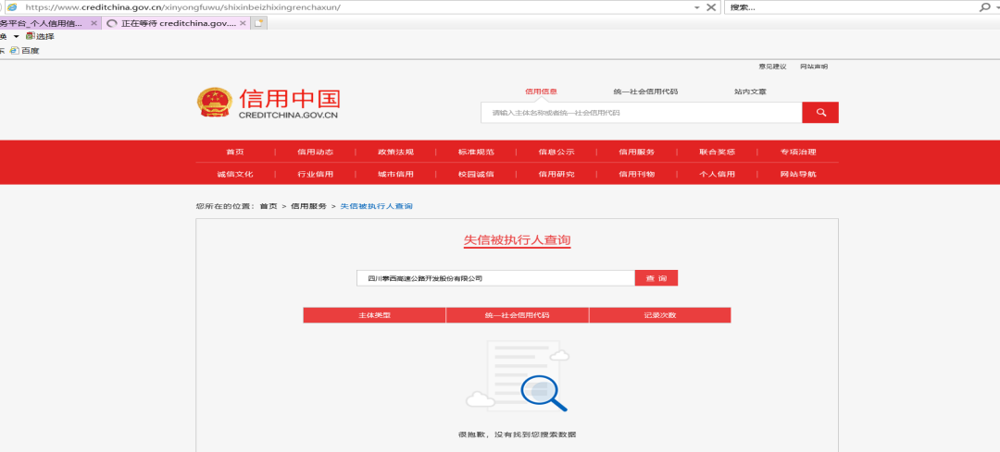 https://www.creditchina.gov.cn/xinyongfuwu/shixinbeizhixingrenchaxun/
搜索...
务平台_个人信用信...
正在等待 creditchina.gov....
换 选择
百度
意见建议 网站声明
信用中国
CREDITCHINA.GOV.CN
信用信息 统一社会信用代码 站内文章
请输入主体名称或者统一社会信用代码
首页 | 信用动态 | 政策法规 | 标准规范 | 信息公示 | 信用服务 | 联合奖惩 | 专项治理
诚信文化 | 行业信用 | 城市信用 | 校园诚信 | 信用研究 | 信用刊物 | 个人信用 | 网站导航
您所在的位置: 首页 > 信用服务 > 失信被执行人查询
失信被执行人查询
四川攀西高速公路开发股份有限公司 查 询
主体类型 统一社会信用代码 记录次数
很抱歉，没有找到您搜索数据